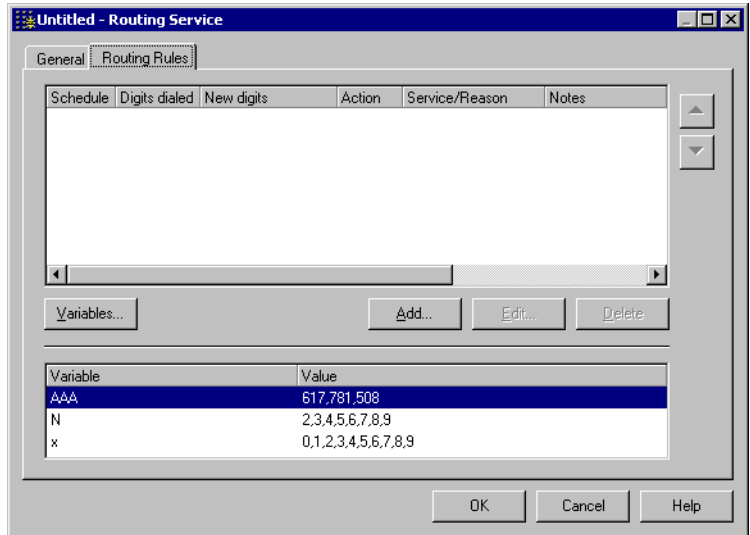 Untitled - Routing Service
General Routing Rules
Schedule Digits dialed New digits Action Service/Reason Notes
Variables... Add... Edit... Delete
Variable Value
AAA 617,781,508
N 2,3,4,5,6,7,8,9
x 0,1,2,3,4,5,6,7,8,9
OK Cancel Help